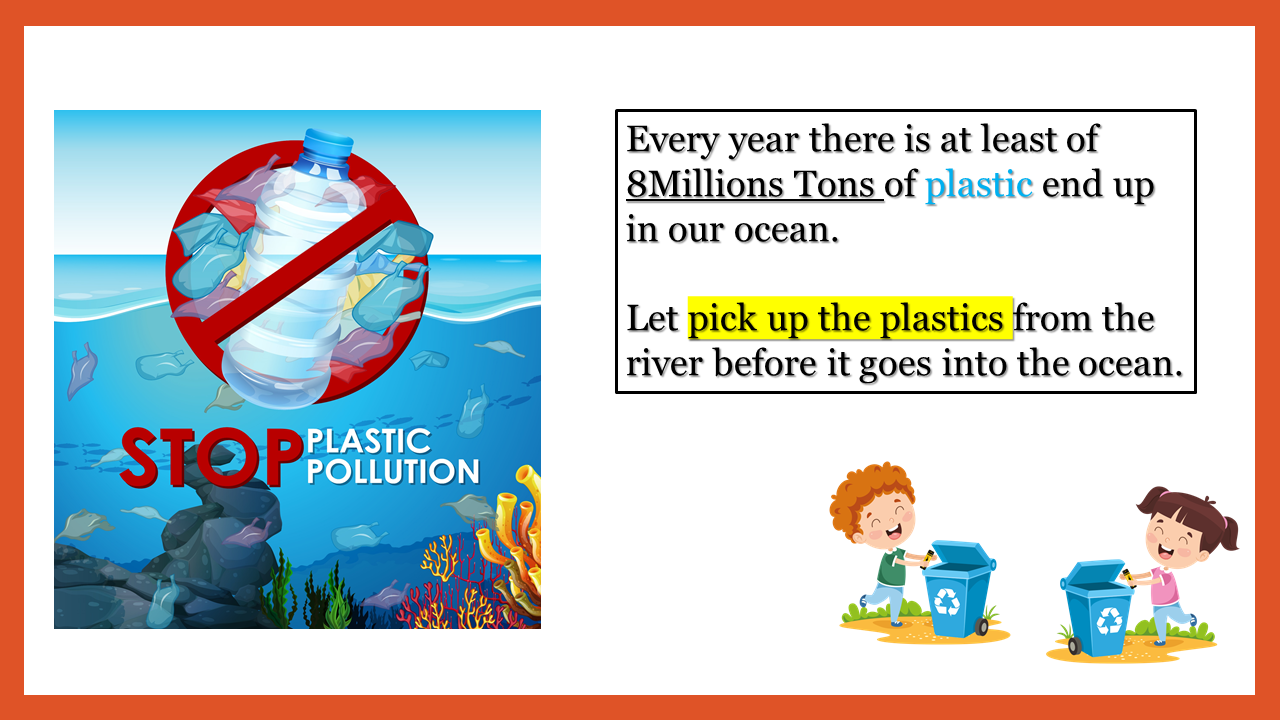 STOP PLASTIC
POLLUTION
Every year there is at least of
8Millions Tons of plastic end up
in our ocean.
Let pick up the plastics from the
river before it goes into the ocean.